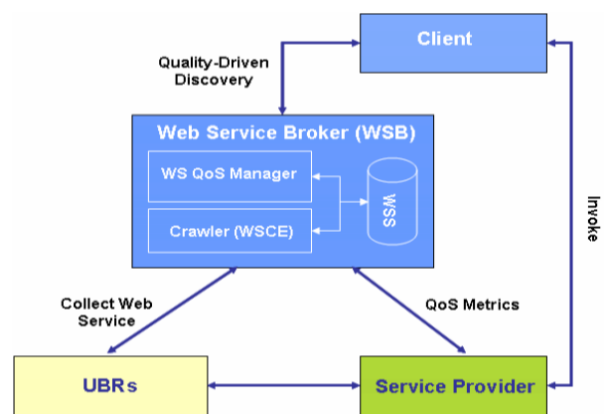 Client
Quality-Driven
Discovery
Web Service Broker (WSB)
WS QoS Manager
Crawler (WSCE)
WSS
Invoke
Collect Web
Service
QoS Metrics
UBRs
Service Provider